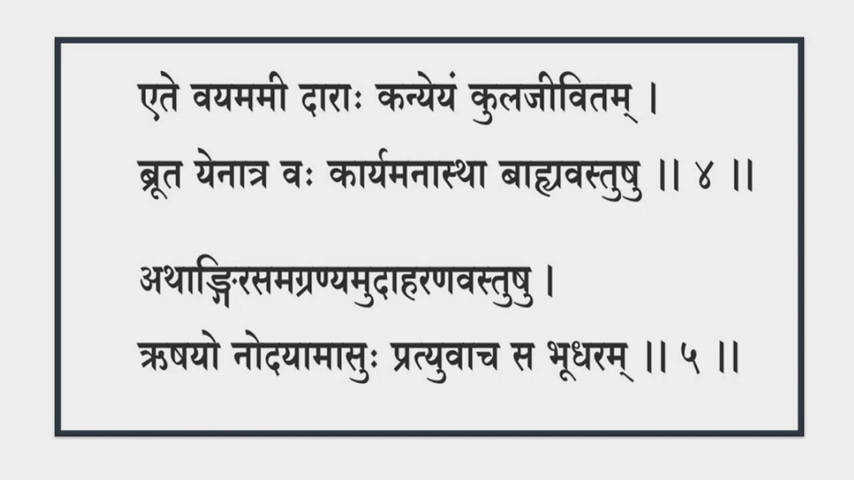 एते वयममी दाराः कन्येयं कुलजीवितम् ।
ब्रूत येनात्र वः कार्यमनास्था बाह्यवस्तुषु ।। ४ ।।
अथाङ्गिरसमग्रण्यमुदाहरणवस्तुषु ।
ऋषयो नोदयामासुः प्रत्युवाच स भूधरम् ।। ५ ।।